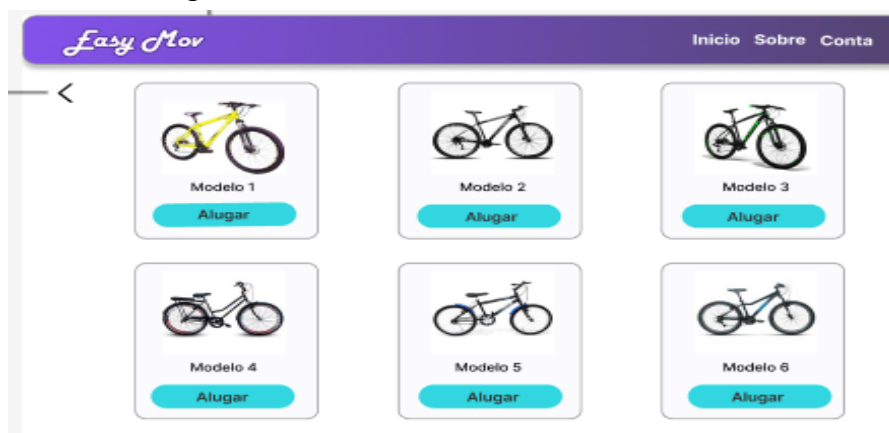 Easy Mov
Inicio Sobre Conta
Modelo 1 Modelo 2 Modelo 3
Alugar Alugar Alugar
Modelo 4 Modelo 5 Modelo 6
Alugar Alugar Alugar